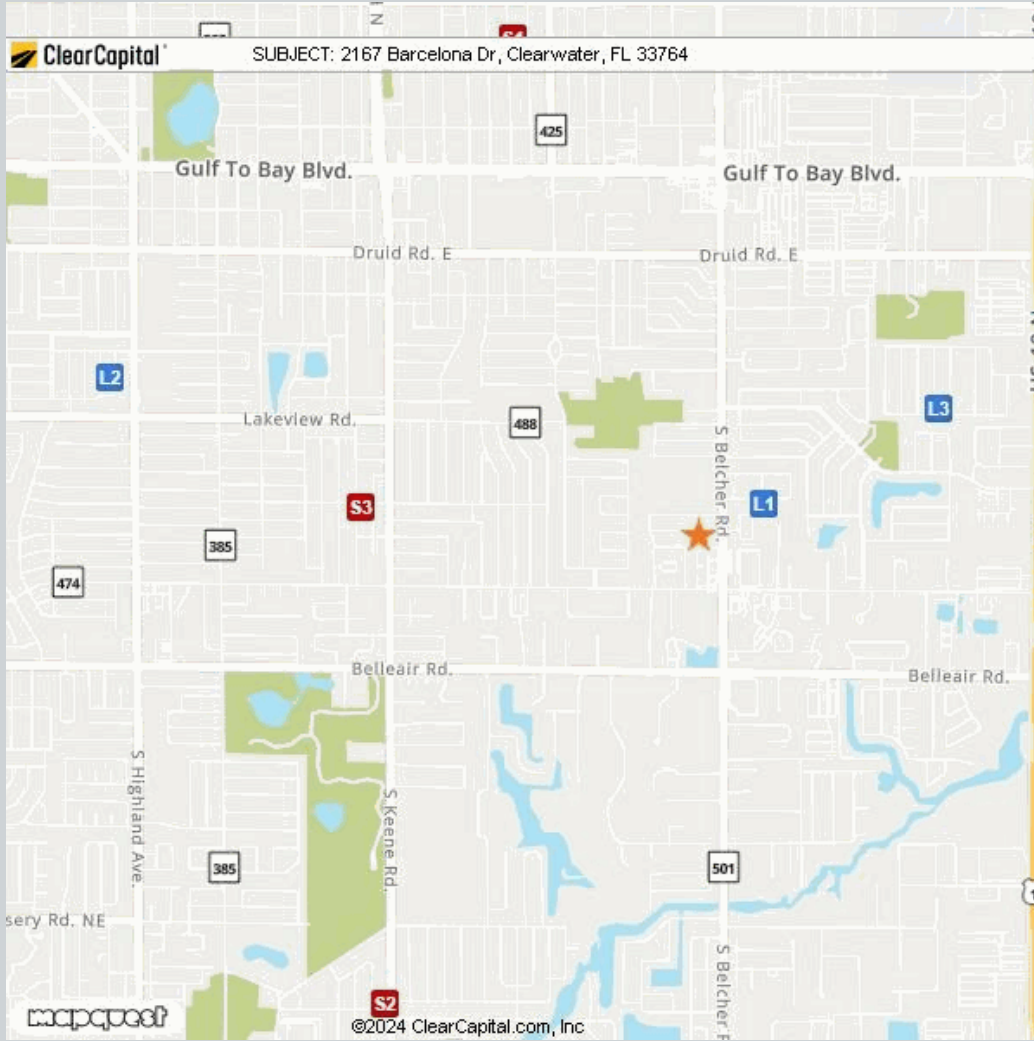 ClearCapital SUBJECT: 2167 Barcelona Dr, Clearwater, FL 33764
425
Gulf To Bay Blvd. Gulf To Bay Blvd.
Druid Rd. E Druid Rd. E
L2
L3
Lakeview Rd. 488
S Belcher Rd.
S3 L1
385
474
Belleair Rd. Belleair Rd.
S Highland Ave.
S Keene Rd.
385 501
sery Rd. NE
S Belcher
S2
mapquest ©2024 ClearCapital.com, Inc